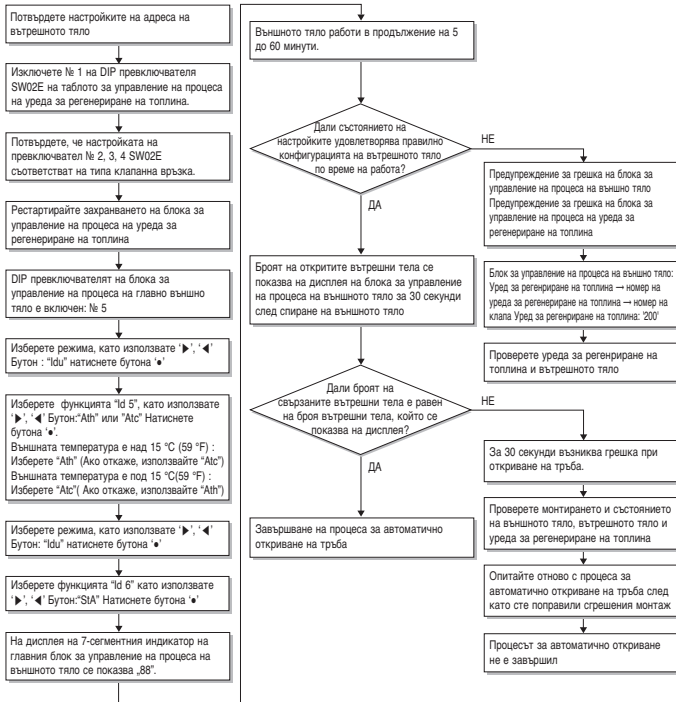 Потвърдете настройките на адреса на
вътрешното тяло
Изключете № 1 на DIP превключвателя
SW02E на таблото за управление на процеса
на уреда за регенериране на топлина.
Потвърдете, че настройката на
превключвател № 2, 3, 4 SW02E
съответстват на типа клапанна връзка.
Рестартирайте захранването на блока за
управление на процеса на уреда за
регенериране на топлина
DIP превключвателят на блока за
управление на процеса на главно външно
тяло е включен: № 5
Изберете режима, като използвате ‘▶’, ‘◀’
Бутон : “Idu” натиснете бутона ‘●’
Изберете функцията “Id 5”, като използвате
‘▶’, ‘◀’ Бутон:“Ath” или ”Atc” Натиснете
бутона ‘●’.
Външната температура е над 15 °C (59 °F) :
Изберете “Ath” (Ако откаже, използвайте “Atc”)
Външната температура е под 15 °C(59 °F) :
Изберете “Atc”( Ако откаже, използвайте “Ath”)
Изберете режима, като използвате ‘▶’, ‘◀’
Бутон: “Idu” натиснете бутона ‘●’
Изберете функцията “Id 6” като използвате
‘▶’, ‘◀’ Бутон:“StA” Натиснете бутона ‘●’
На дисплея на 7-сегментния индикатор на
главния блок за управление на процеса на
външното тяло се показва „88”.
Външното тяло работи в продължение на 5
до 60 минути.
Дали състоянието на
настройките удовлетворява правилно
конфигурацията на вътрешното тяло
по време на работа?
НЕ
ДА
Предупреждение за грешка на блока за
управление на процеса на външно тяло
Предупреждение за грешка на блока за
управление на процеса на уреда за
регенериране на топлина
Блок за управление на процеса на външно тяло:
Уред за регенериране на топлина → номер на
уреда за регенериране на топлина → номер на
клапа Уред за регенриране на топлина: '200'
Проверете уреда за регенриране на
топлина и вътрешното тяло
Броят на откритите вътрешни тела се
показва на дисплея на блока за управление
на процеса на външното тяло за 30 секунди
след спиране на външното тяло
Дали броят на
свързаните вътрешни тела е равен
на броя вътрешни тела, който се
показва на дисплея?
НЕ
ДА
Завършване на процеса за автоматично
откриване на тръба
За 30 секунди възниква грешка при
откриване на тръба.
Проверете монтирането и състоянието
на външното тяло, вътрешното тяло и
уреда за регенериране на топлина
Опитайте отново с процеса за
автоматично откриване на тръба след
като сте поправили сгрешения монтаж
Процесът за автоматично откриване
не е завършил